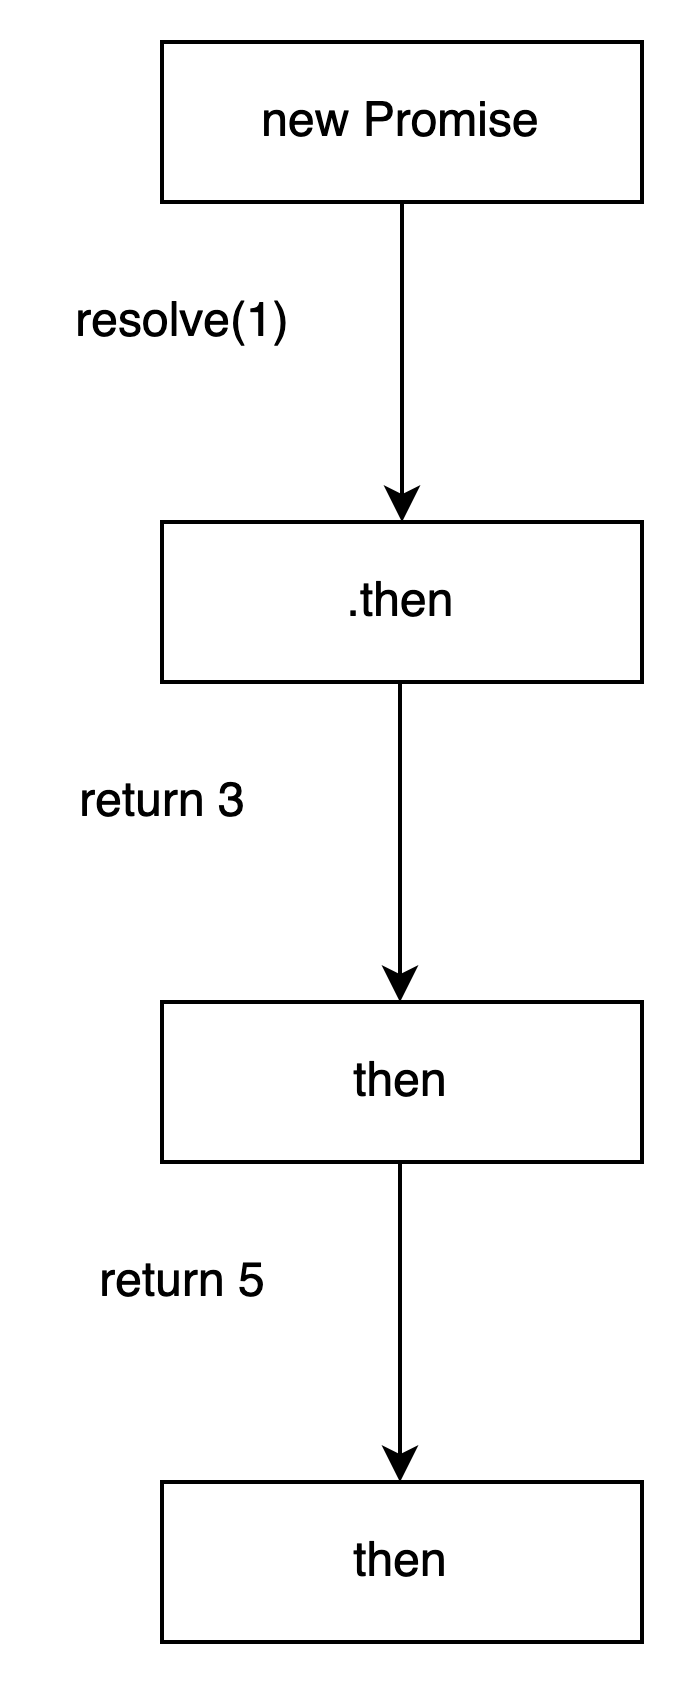 new Promise
resolve(1)
.then
return 3
then
return 5
then